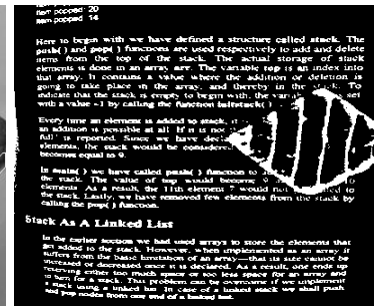 Item popped: 20
Item popped: 14
Here to begin with we have defined a structure called stack. The
push( ) and pop( ) functions are used respectively to add and delete
items from the top of the stack. The actual storage of stack
elements is done in an array arr. The variable top is an index into
that array. It contains a value where the addition or deletion is
going to take place in the array, and thereby in the stack. To
indicate that the stack is empty to begin with, the variable set
with a value -1 by calling the function initstack( )
Every time an element is added to stack, it
an addition is possible at all. If it is not
full' is reported. Since we have
elements, the stack would be considered
becomes equal to 9.
In main( ) we have called push( ) function to
the stack. The value of top would become 9
elements. As a result, the 11th element 7 would not to
the stack. Lastly, we have removed few elements from the stack by
calling the pop( ) function.
Stack As A Linked List
In the earlier section we had used arrays to store the elements that
get added to the stack. However, when implemented as an array it
suffers from the basic limitation of an array—that its size cannot be
increased or decreased once it is declared. As a result, one ends up
reserving either too much space or too less space for an array and
in turn for a stack. This problem can be overcome if we implement
a stack using a linked list. In case of a linked stack we shall push
and pop nodes from one end of a linked list.